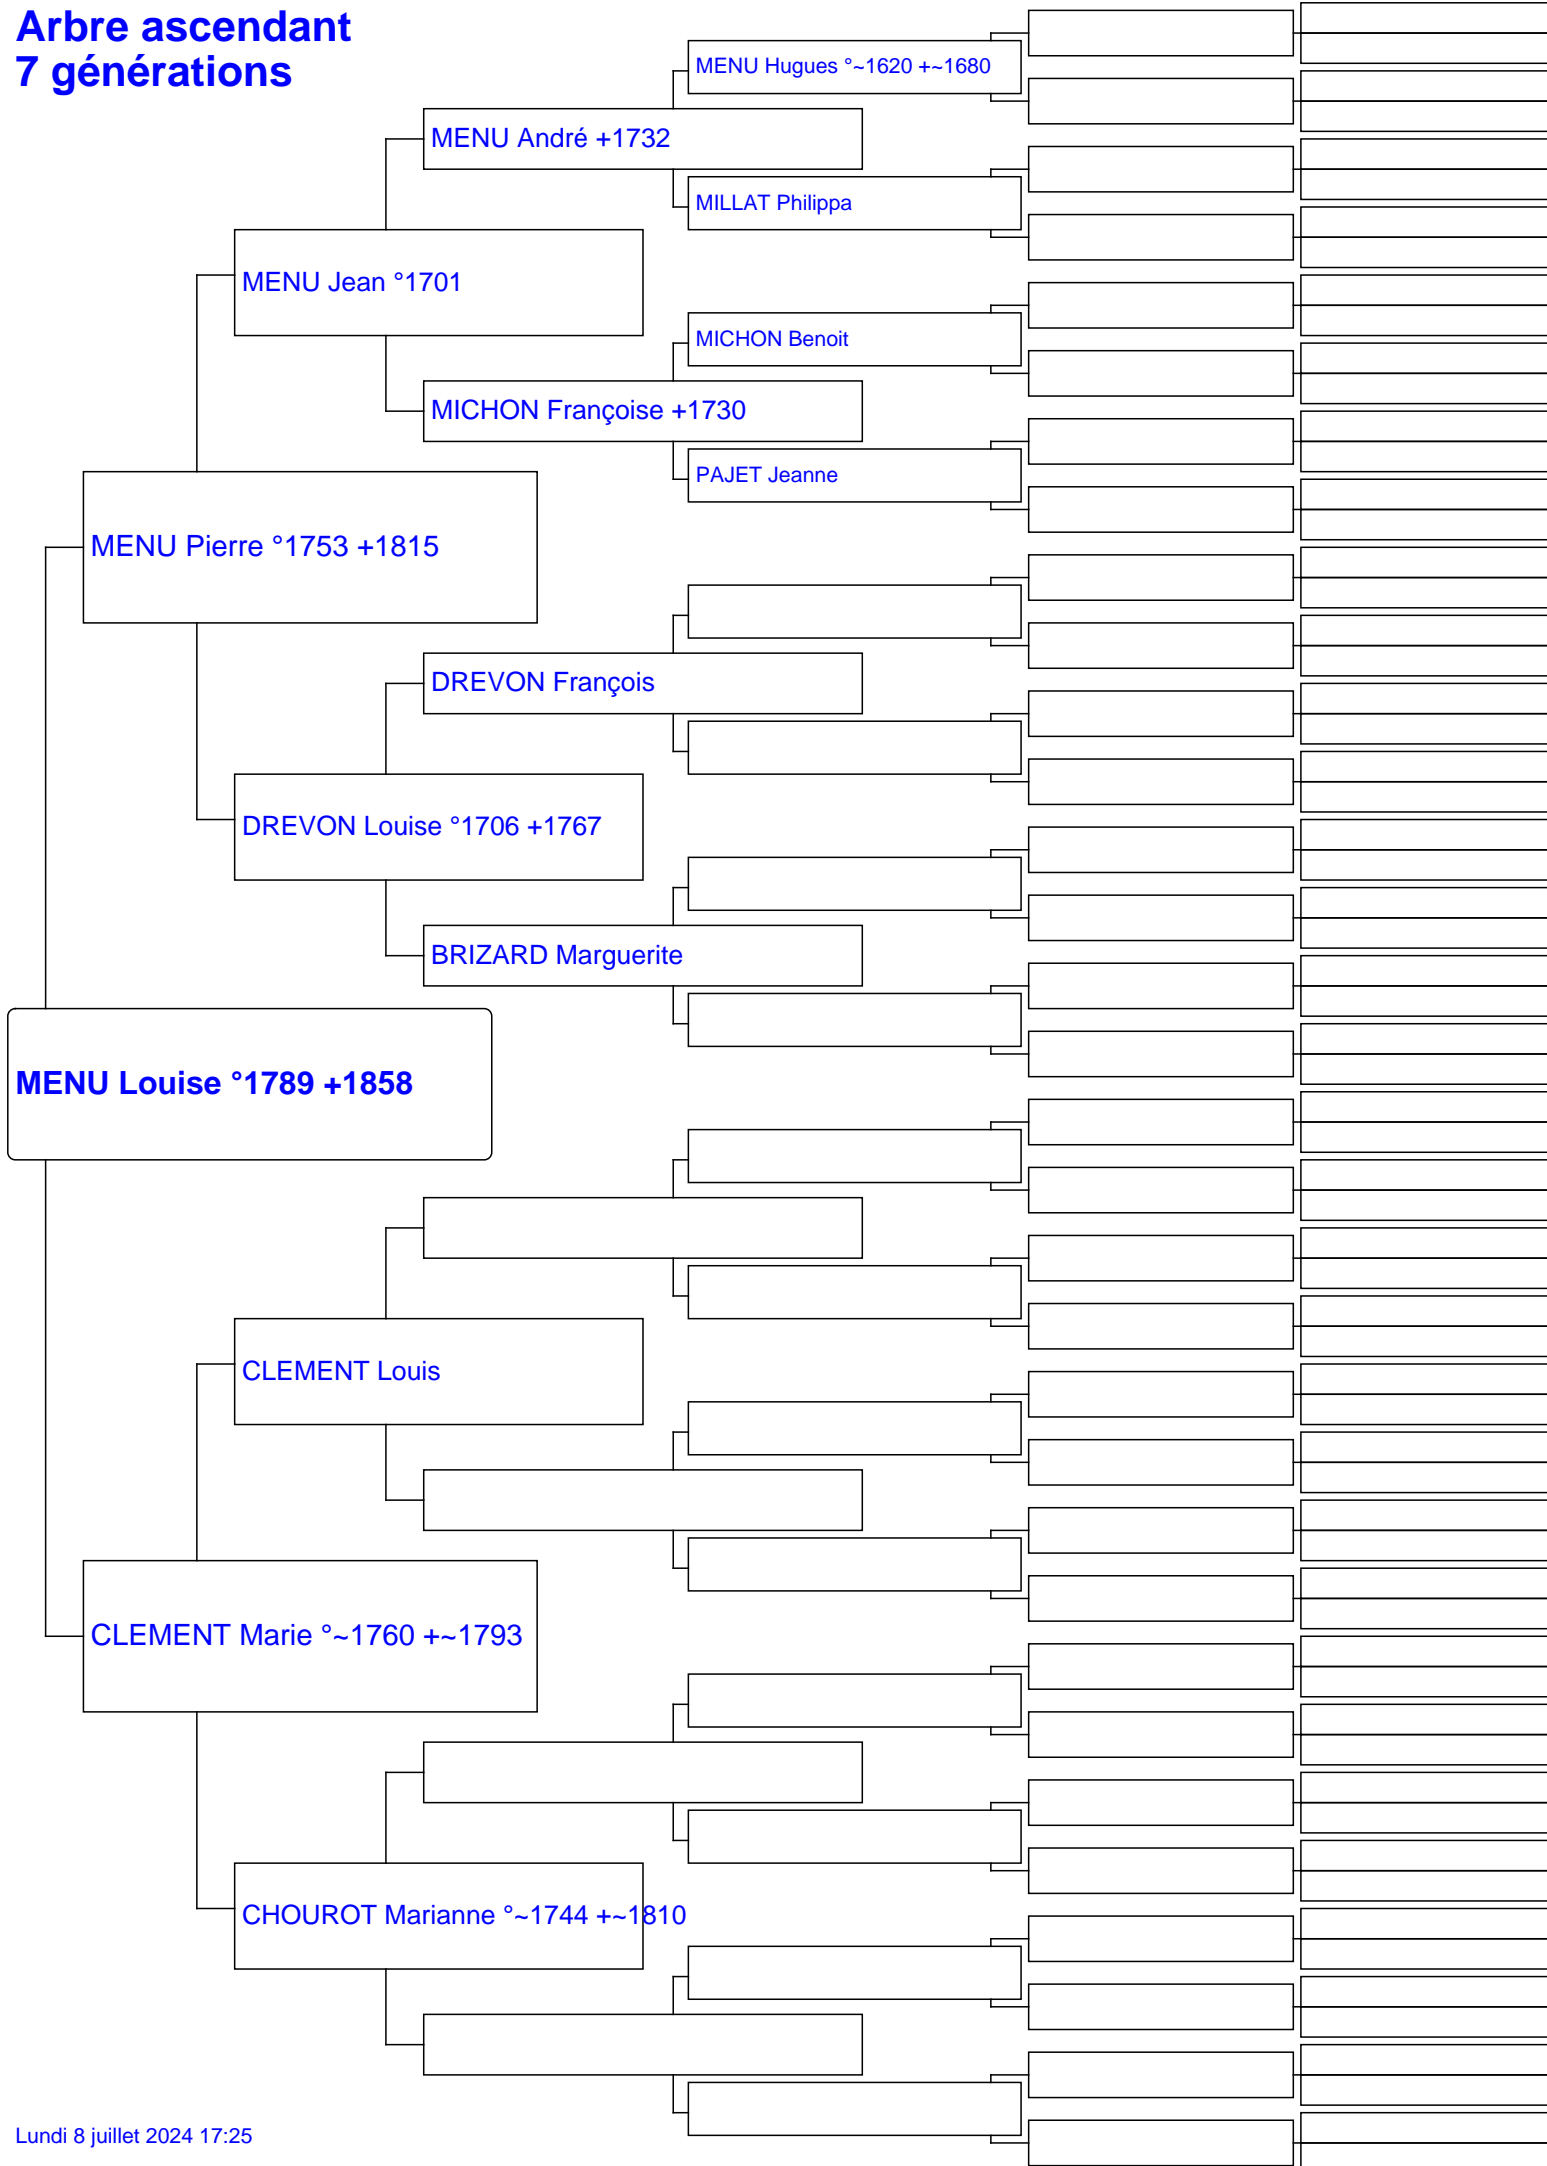 Arbre ascendant
7 générations
MENU Hugues °~1620 +~1680
MENU André +1732
MILLAT Philippa
MENU Jean °1701
MICHON Benoit
MICHON Françoise +1730
PAJET Jeanne
MENU Pierre °1753 +1815
DREVON François
DREVON Louise °1706 +1767
BRIZARD Marguerite
MENU Louise °1789 +1858
CLEMENT Louis
CLEMENT Marie °~1760 +~1793
CHOUROT Marianne °~1744 +~1810
Lundi 8 juillet 2024 17:25